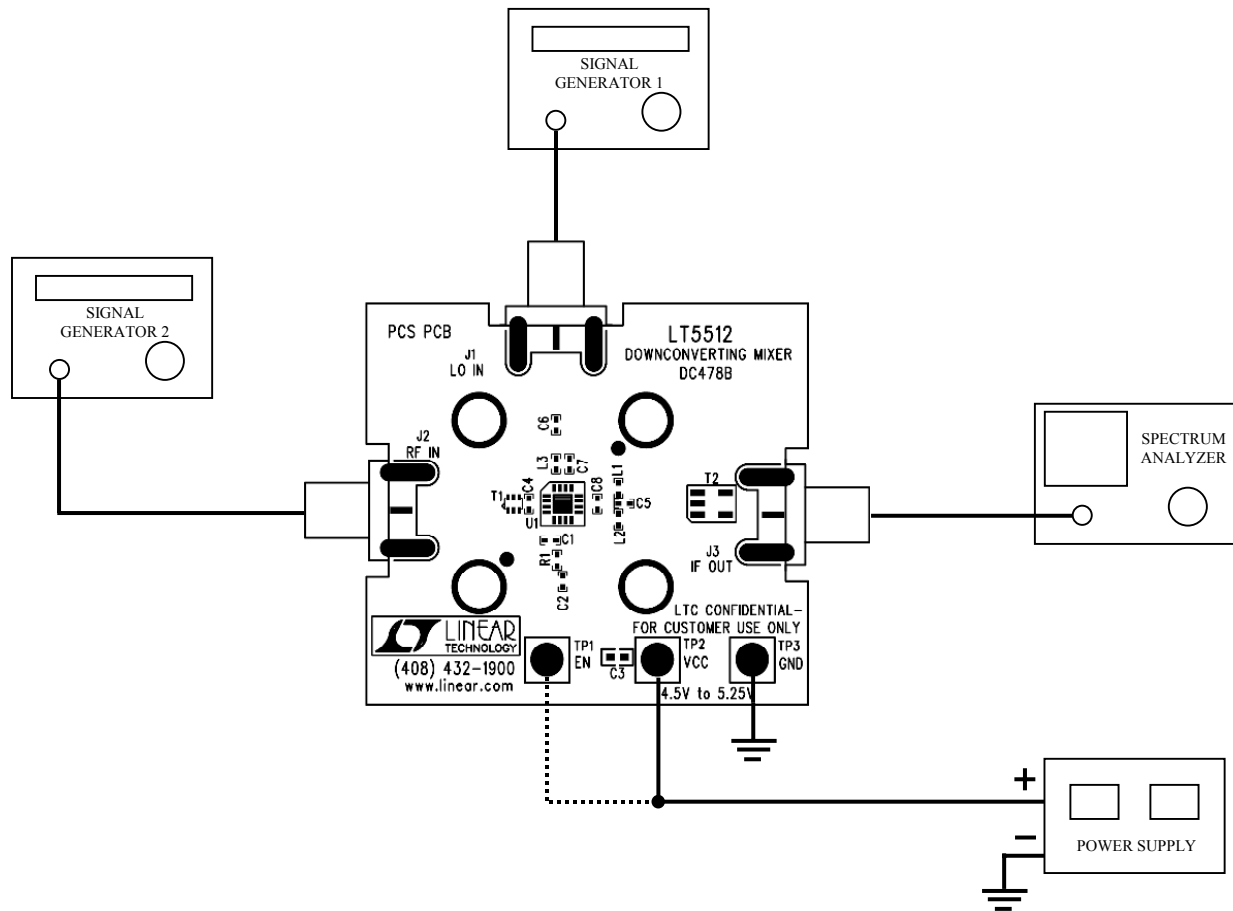 SIGNAL
GENERATOR 1
SIGNAL
GENERATOR 2
PCS PCB
J1
LO IN
LT5512
DOWNCONVERTING MIXER
DC478B
J2
RF IN
C6
L3
C7
T1
C4
U1
C8
L1
C5
L2
T2
C1
R1
C2
J3
IF OUT
SPECTRUM
ANALYZER
LTC CONFIDENTIAL-
FOR CUSTOMER USE ONLY
LINEAR
TECHNOLOGY
(408) 432-1900
www.linear.com
TP1
EN
C3
TP2
VCC
TP3
GND
4.5V to 5.25V
+
-
POWER SUPPLY